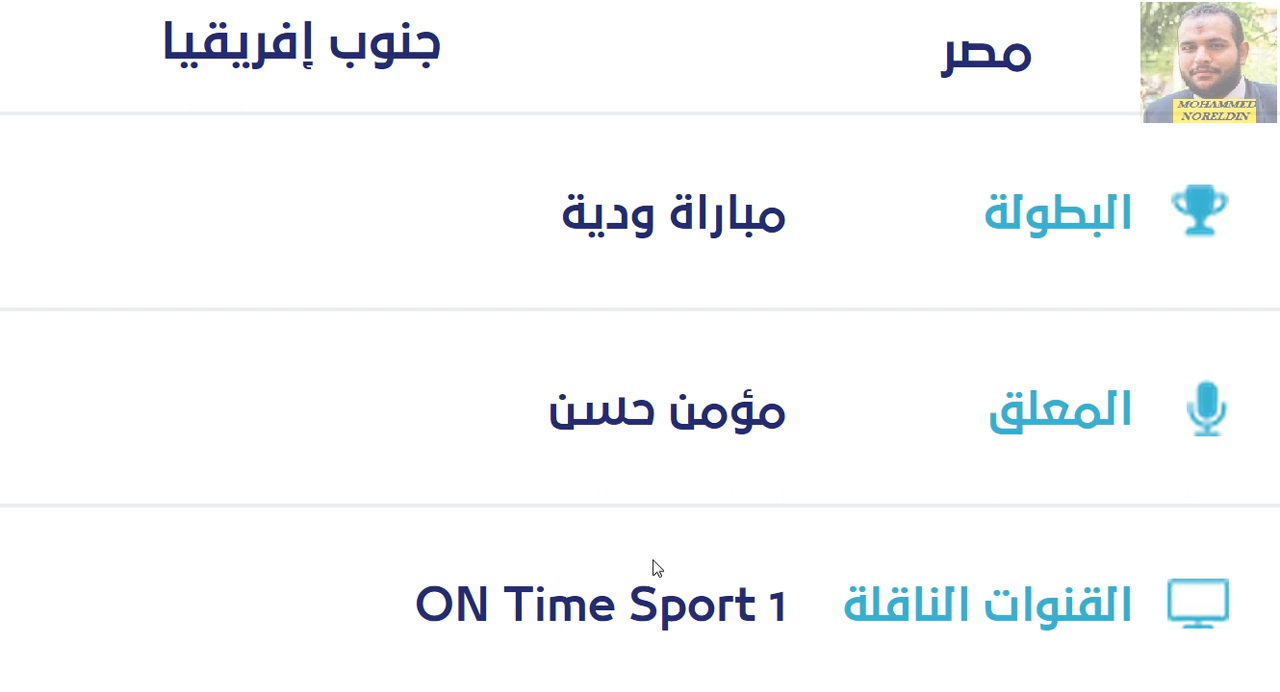 مصر
جنوب إفريقيا
MOHAMMED
NORELDIN
البطولة
مباراة ودية
المعلق
مؤمن حسن
القنوات الناقلة
ON Time Sport 1